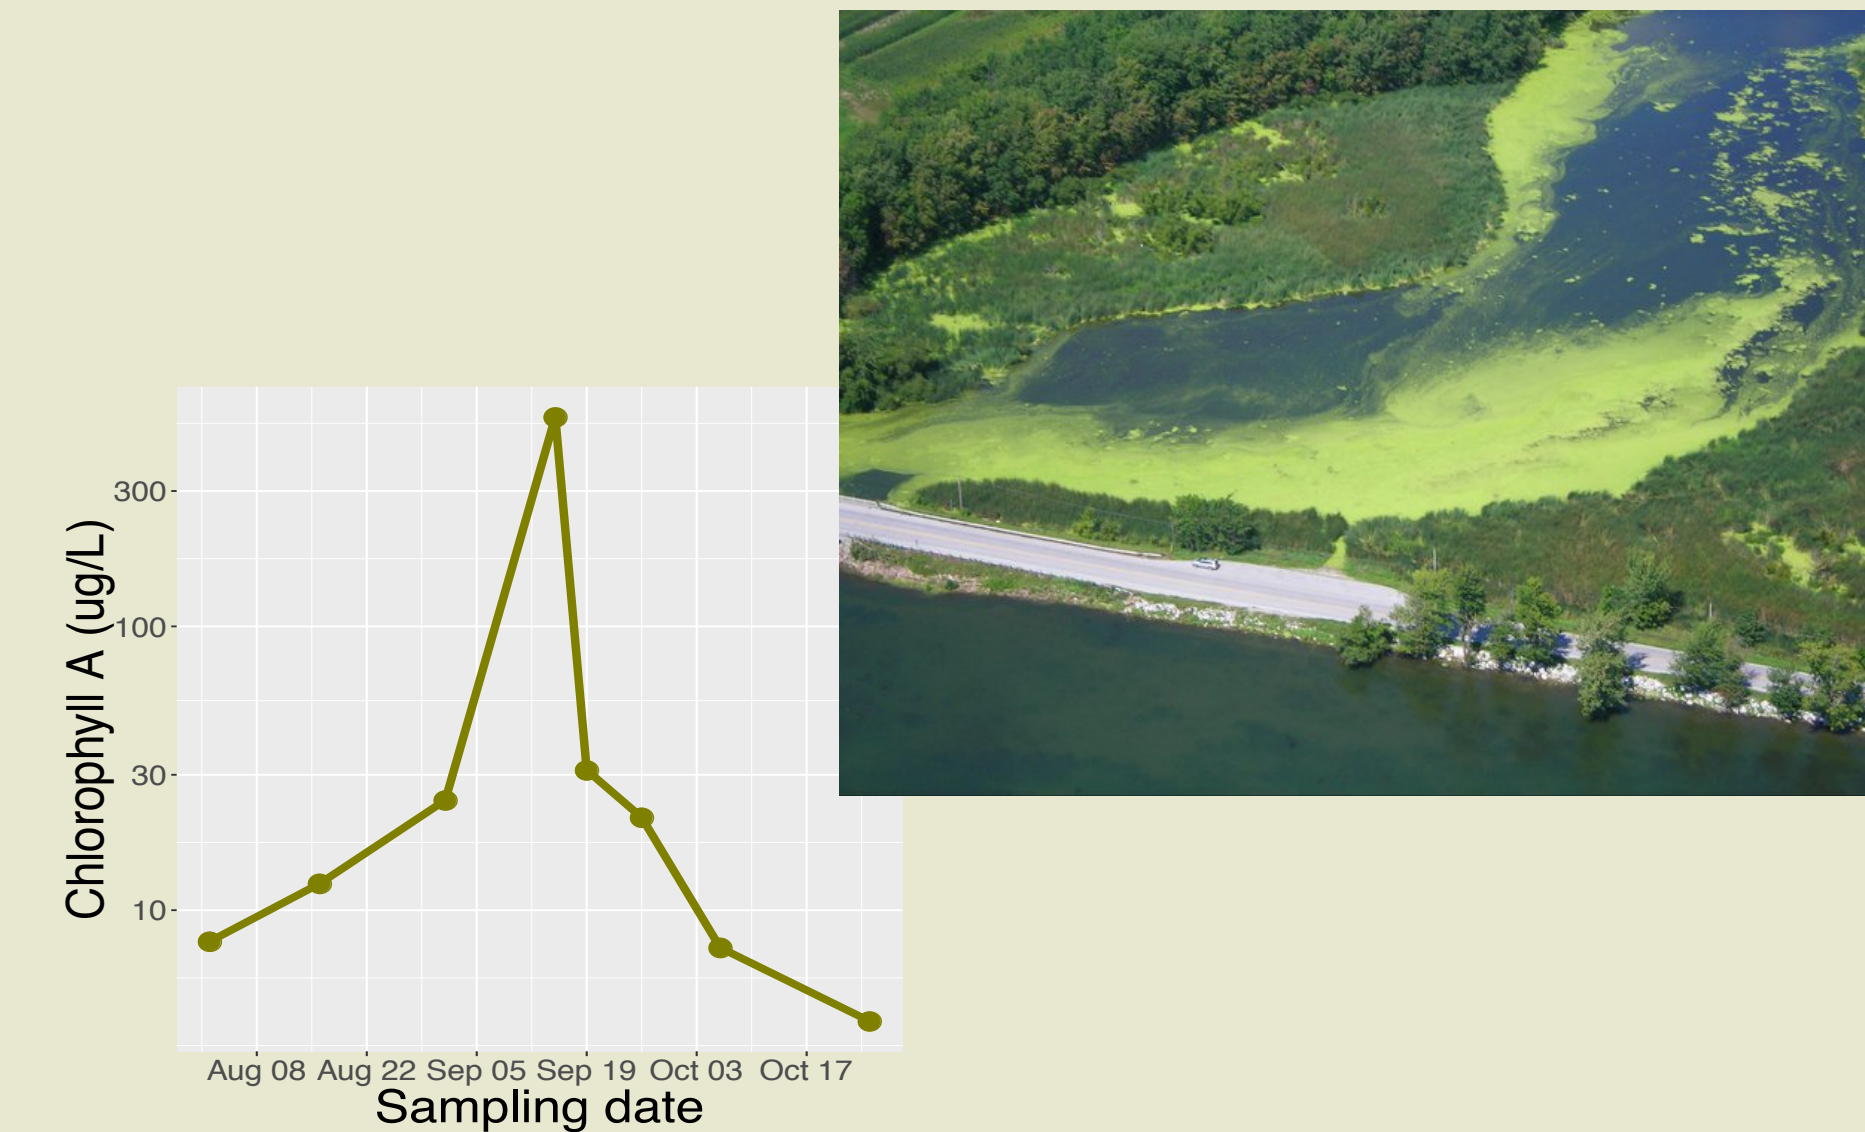 300
100
30
10
Chlorophyll A (ug/L)
Aug 08 Aug 22 Sep 05 Sep 19 Oct 03 Oct 17
Sampling date